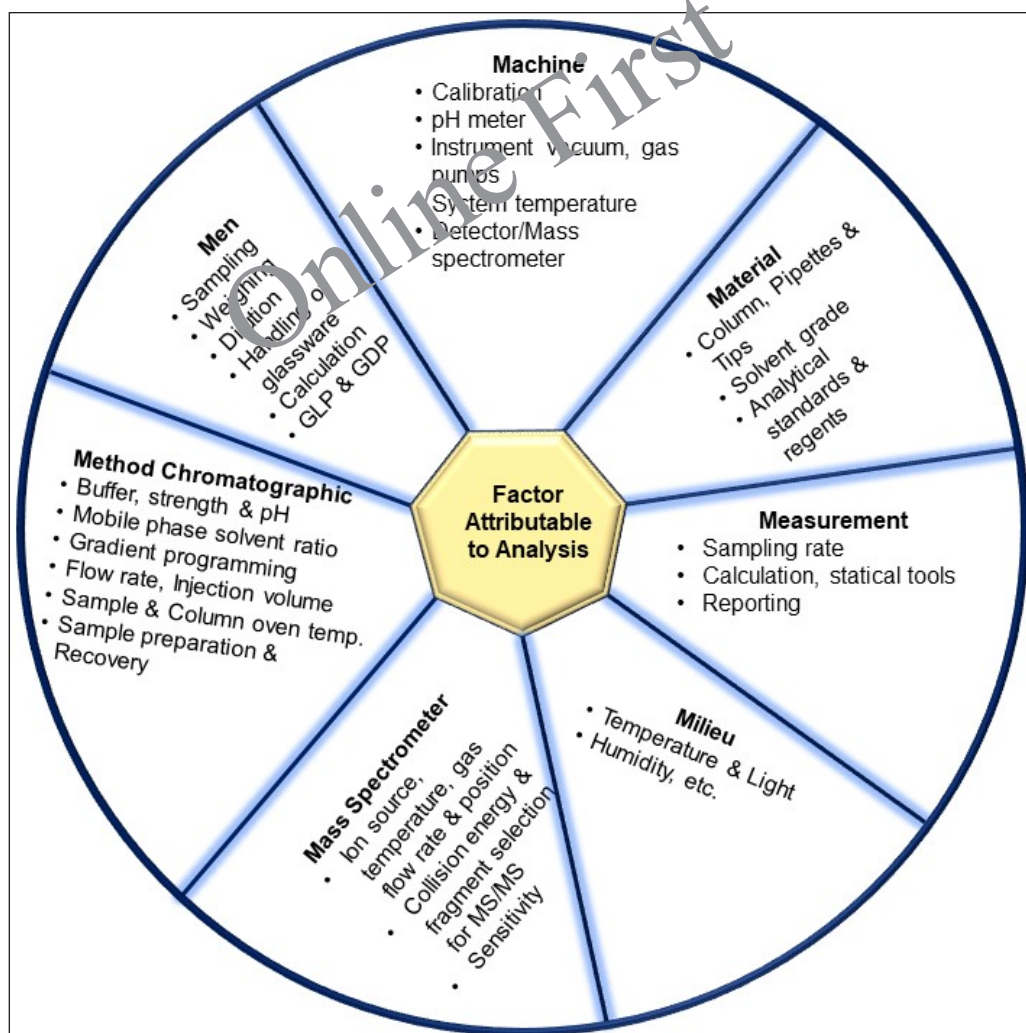 Online First
Machine
• Calibration
• pH meter
• Instrument vacuum, gas
pumps
• System temperature
• Detector/Mass
spectrometer
Material
• Column, Pipettes &
Tips
• Solvent grade
• Analytical
standards &
regents
Measurement
• Sampling rate
• Calculation, statical tools
• Reporting
Milieu
• Temperature & Light
• Humidity, etc.
Mass Spectrometer
• Ion source,
temperature, gas
flow rate & position
• Collision energy &
fragment selection
for MS/MS
• Sensitivity
Method Chromatographic
• Buffer, strength & pH
• Mobile phase solvent ratio
• Gradient programming
• Flow rate, Injection volume
• Sample & Column oven temp.
• Sample preparation &
Recovery
Men
• Sampling
• Weighing
• Dilution
• Handling of
glassware
• Calculation
• GLP & GDP
Factor
Attributable
to Analysis